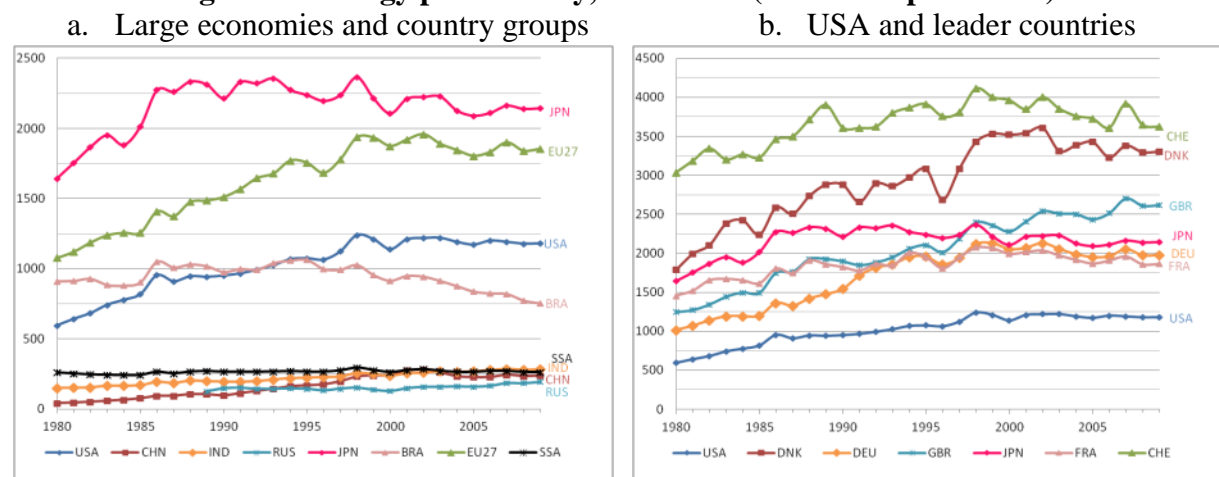 a. Large economies and country groups
b. USA and leader countries
2500
2000
1500
1000
500
0
1980 1985 1990 1995 2000 2005
JPN
EU27
USA
BRA
SSA
IND
CHN
RUS
USA CHN IND RUS JPN BRA EU27 SSA
4500
4000
3500
3000
2500
2000
1500
1000
500
0
1980 1985 1990 1995 2000 2005
CHE
DNK
GBR
JPN
DEU
FRA
USA
USA DNK DEU GBR JPN FRA CHE